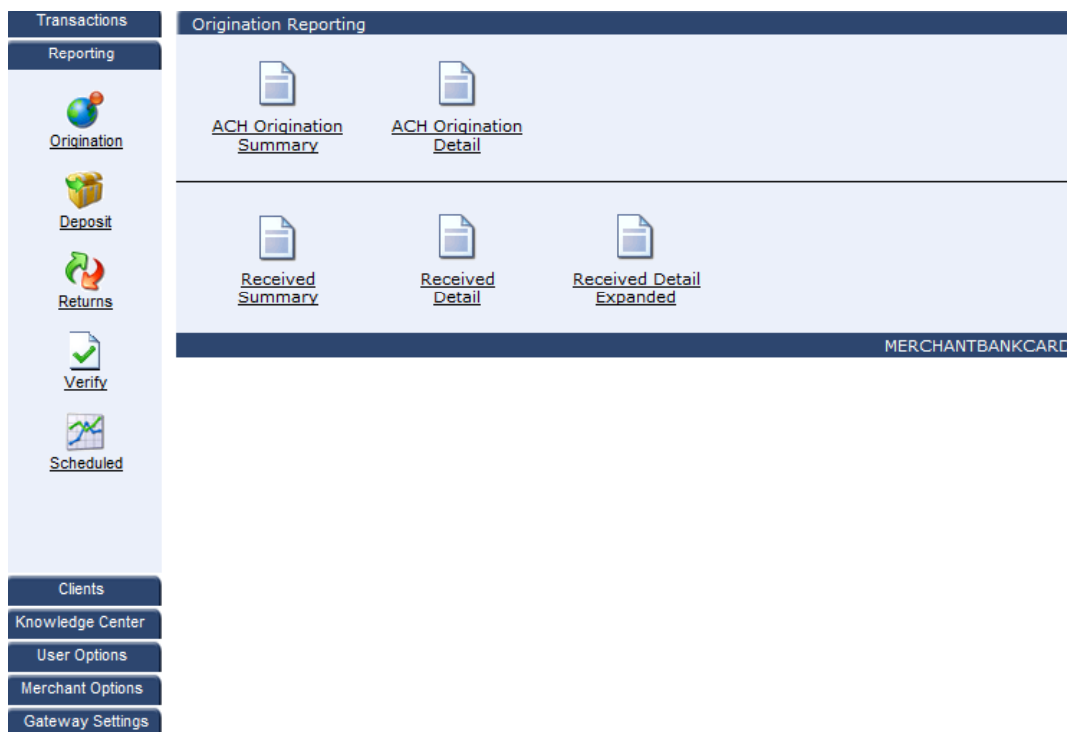 Transactions
Reporting
Origination
Deposit
Returns
Verify
Scheduled
Clients
Knowledge Center
User Options
Merchant Options
Gateway Settings
Origination Reporting
ACH Origination
Summary
ACH Origination
Detail
Received
Summary
Received
Detail
Received Detail
Expanded
MERCHANTBANKCARD